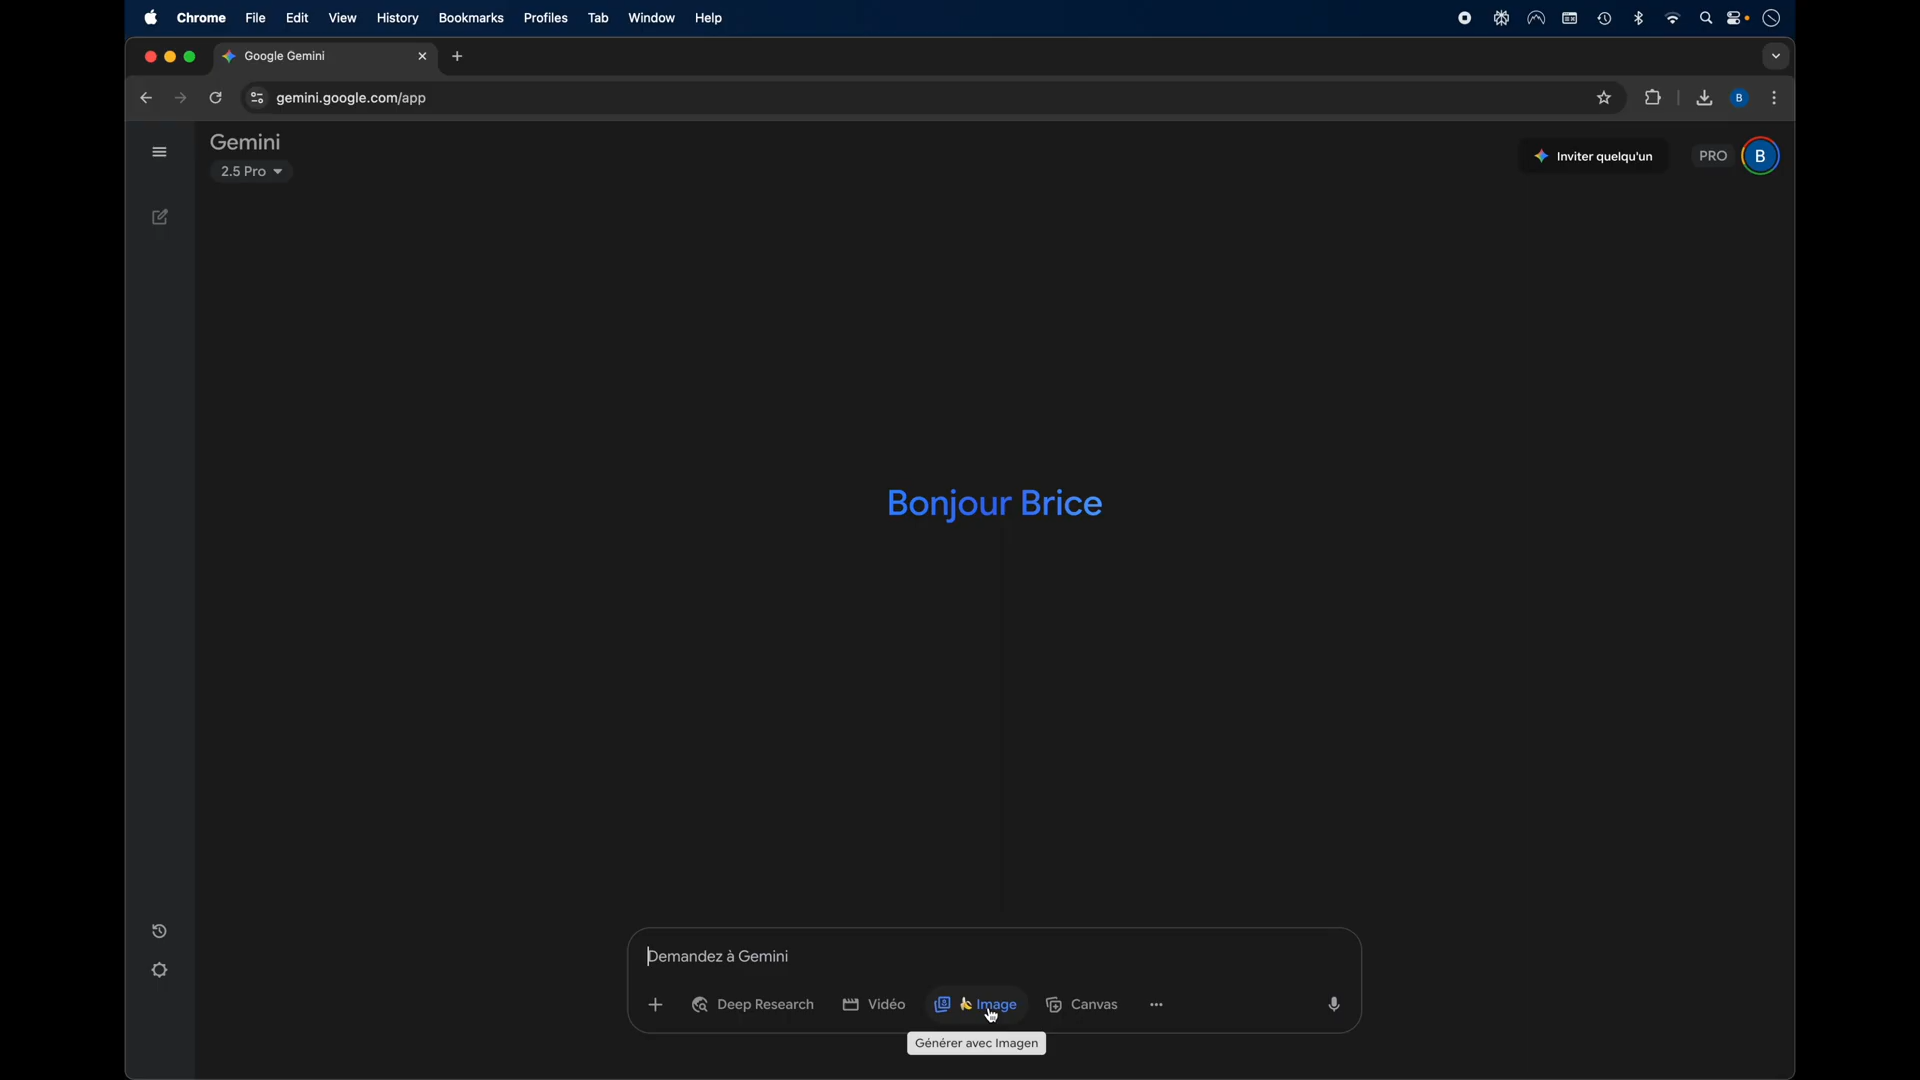 Chrome File Edit View History Bookmarks Profiles Tab Window Help
Google Gemini
gemini.google.com/app
B
Gemini
2.5 Pro
Inviter quelqu'un
PRO
B
Bonjour Brice
Demandez à Gemini
Deep Research
Vidéo
Image
Canvas
Générer avec Imagen